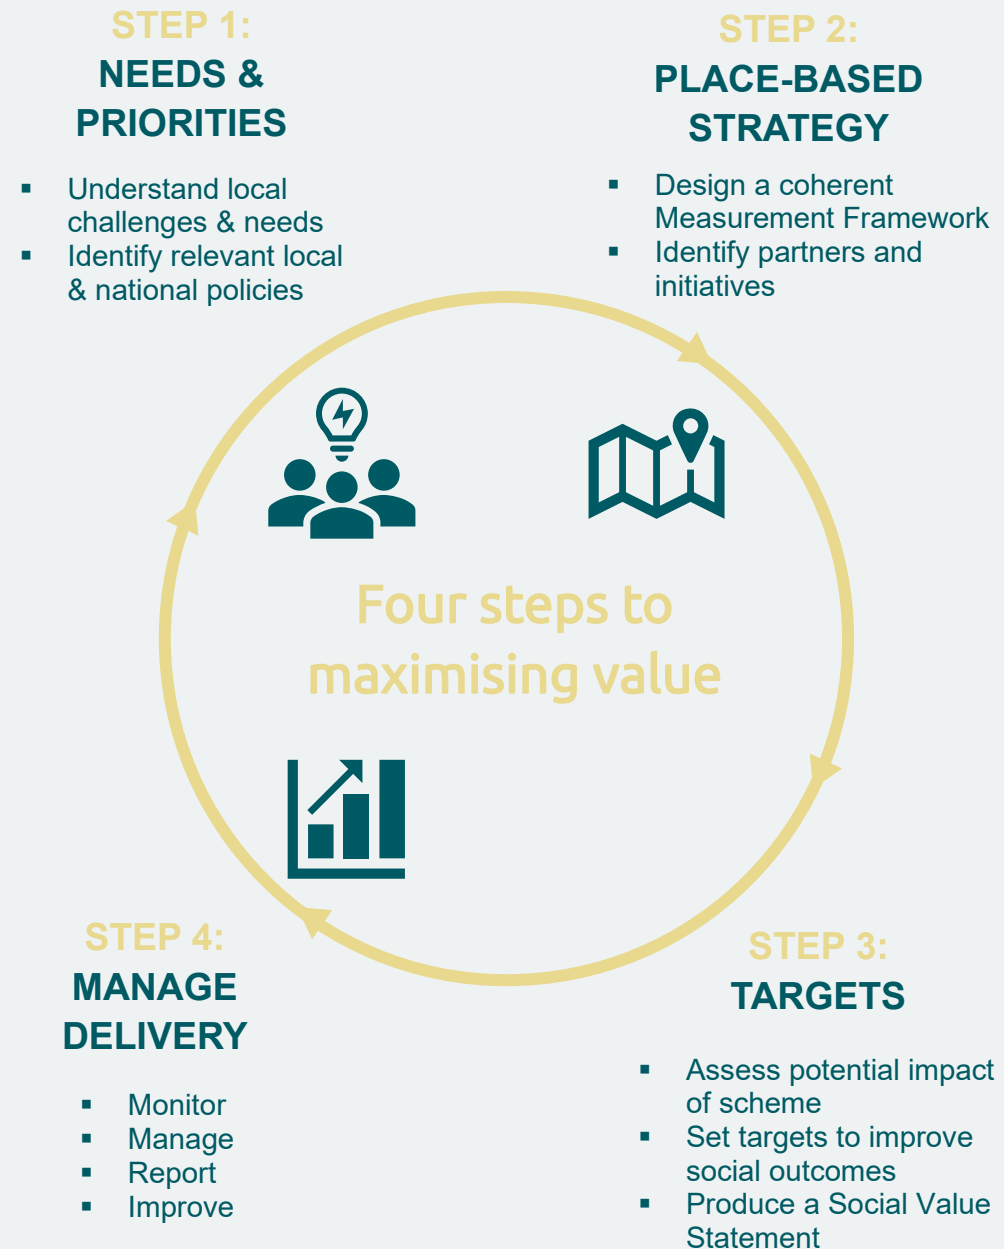 STEP 1:
NEEDS &
PRIORITIES
▪ Understand local
challenges & needs
▪ Identify relevant local
& national policies
STEP 2:
PLACE-BASED
STRATEGY
▪ Design a coherent
Measurement Framework
▪ Identify partners and
initiatives
Four steps to
maximising value
STEP 4:
MANAGE
DELIVERY
▪ Monitor
▪ Manage
▪ Report
▪ Improve
STEP 3:
TARGETS
▪ Assess potential impact
of scheme
▪ Set targets to improve
social outcomes
▪ Produce a Social Value
Statement